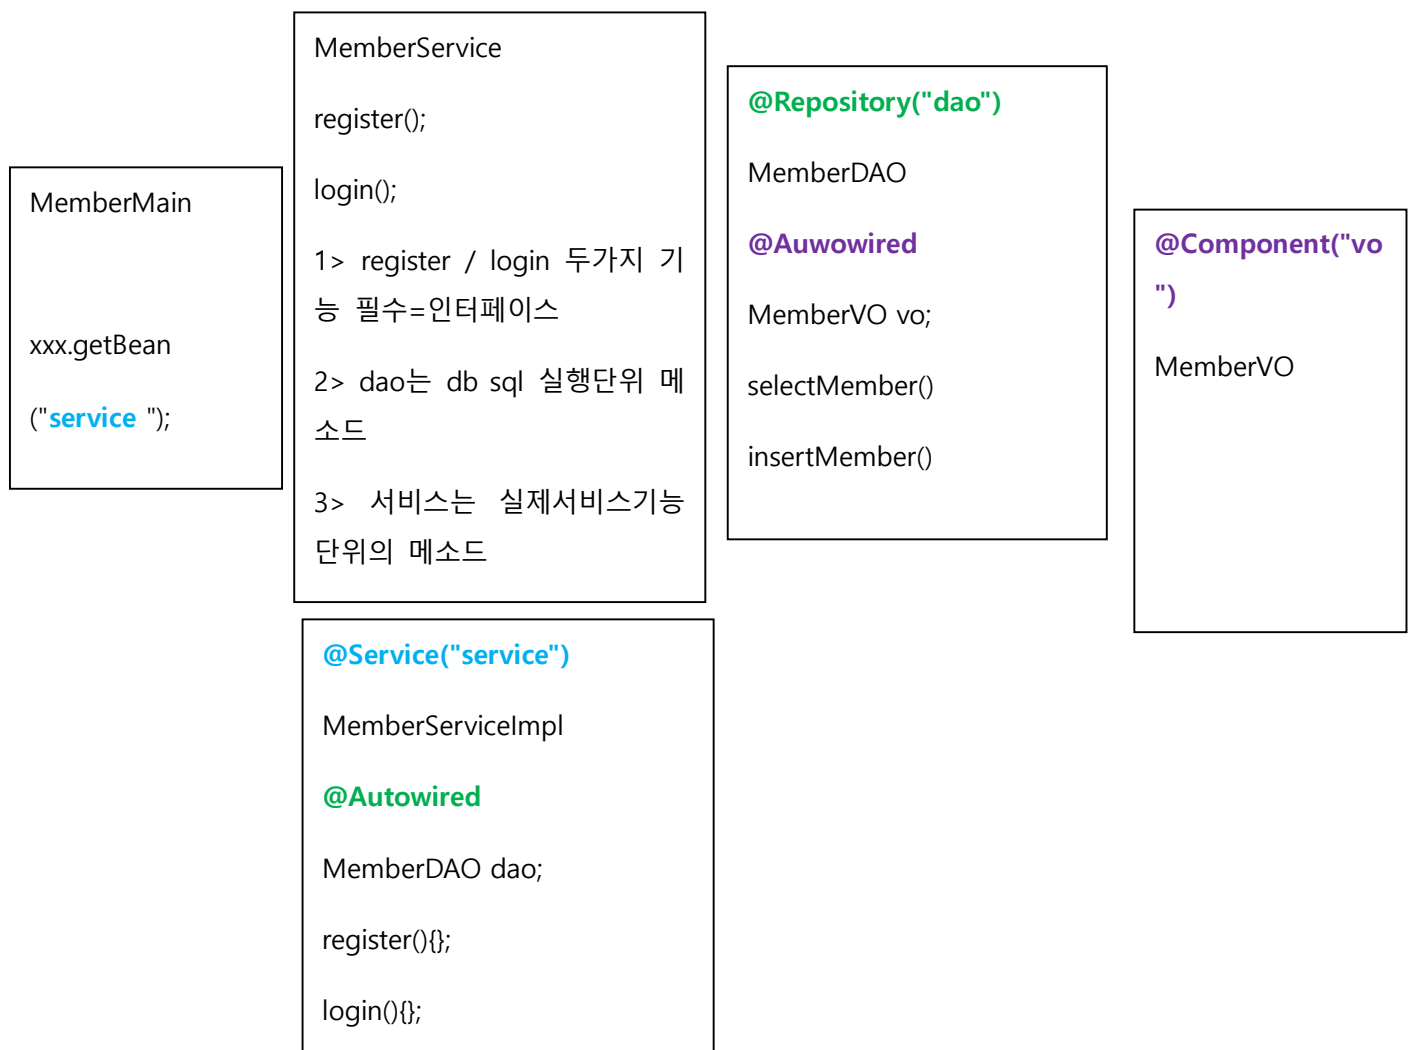 MemberMain
xxx.getBean
("service ");
MemberService
register();
login();
1> register / login 두가지 기
능 필수=인터페이스
2> dao는 db sql 실행단위 메
소드
3> 서비스는 실제서비스기능
단위의 메소드
@Service("service")
MemberServiceImpl
@Autowired
MemberDAO dao;
register(){};
login(){};
@Repository("dao")
MemberDAO
@Auwowired
MemberVO vo;
selectMember()
insertMember()
@Component("vo
")
MemberVO